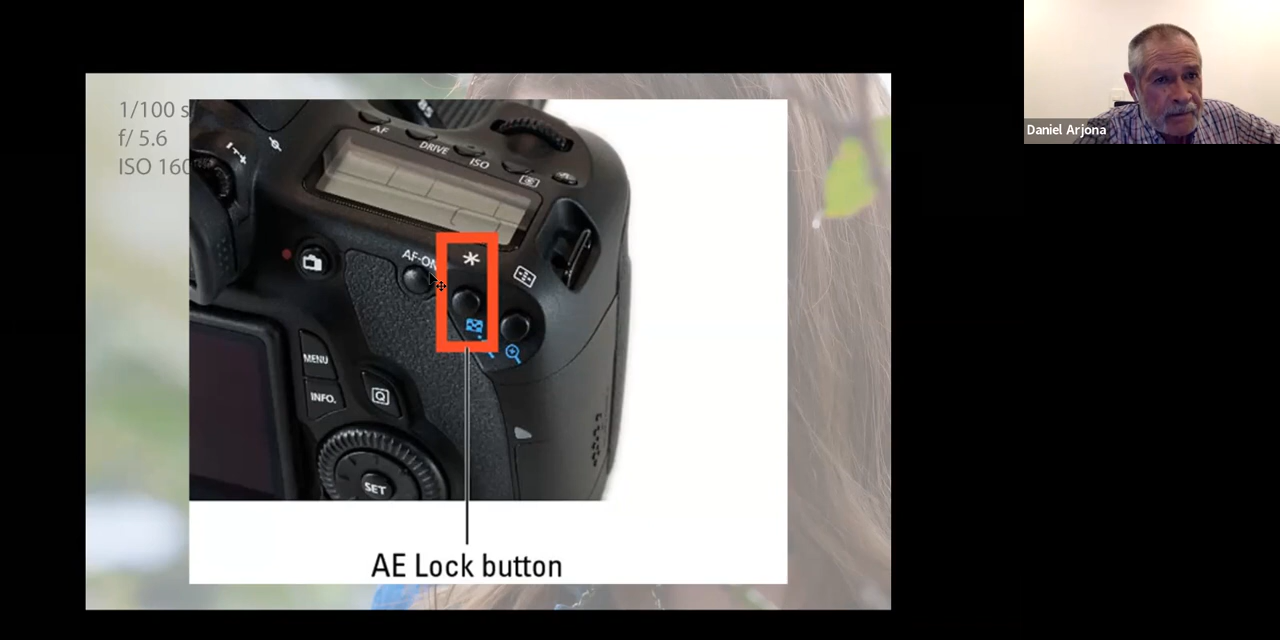 Daniel Arjona
1/100 s
f/ 5.6
ISO 160
AF
DRIVE
ISO
AF-ON
*
MENU
INFO.
Q
SET
AE Lock button